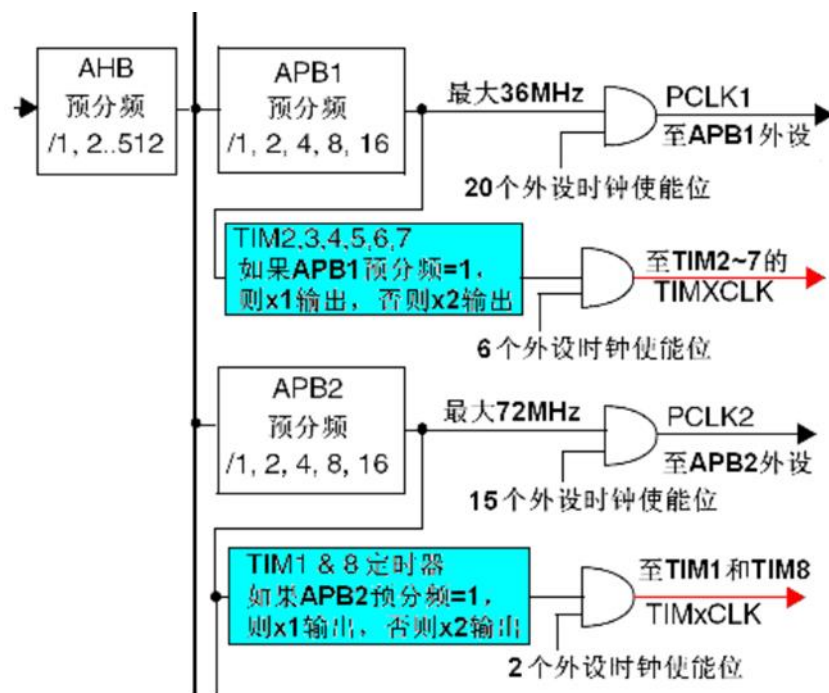 AHB
预分频
/1, 2..512
APB1
预分频
/1, 2, 4, 8, 16
最大36MHz
PCLK1
至APB1外设
20个外设时钟使能位
TIM2,3,4,5,6,7
如果APB1预分频=1,
则x1输出，否则x2输出
至TIM2~7的
TIMXCLK
6个外设时钟使能位
APB2
预分频
/1, 2, 4, 8, 16
最大72MHz
PCLK2
至APB2外设
15个外设时钟使能位
TIM1 & 8 定时器
如果APB2预分频=1,
则x1输出，否则x2输出
至TIM1和TIM8
TIMxCLK
2个外设时钟使能位